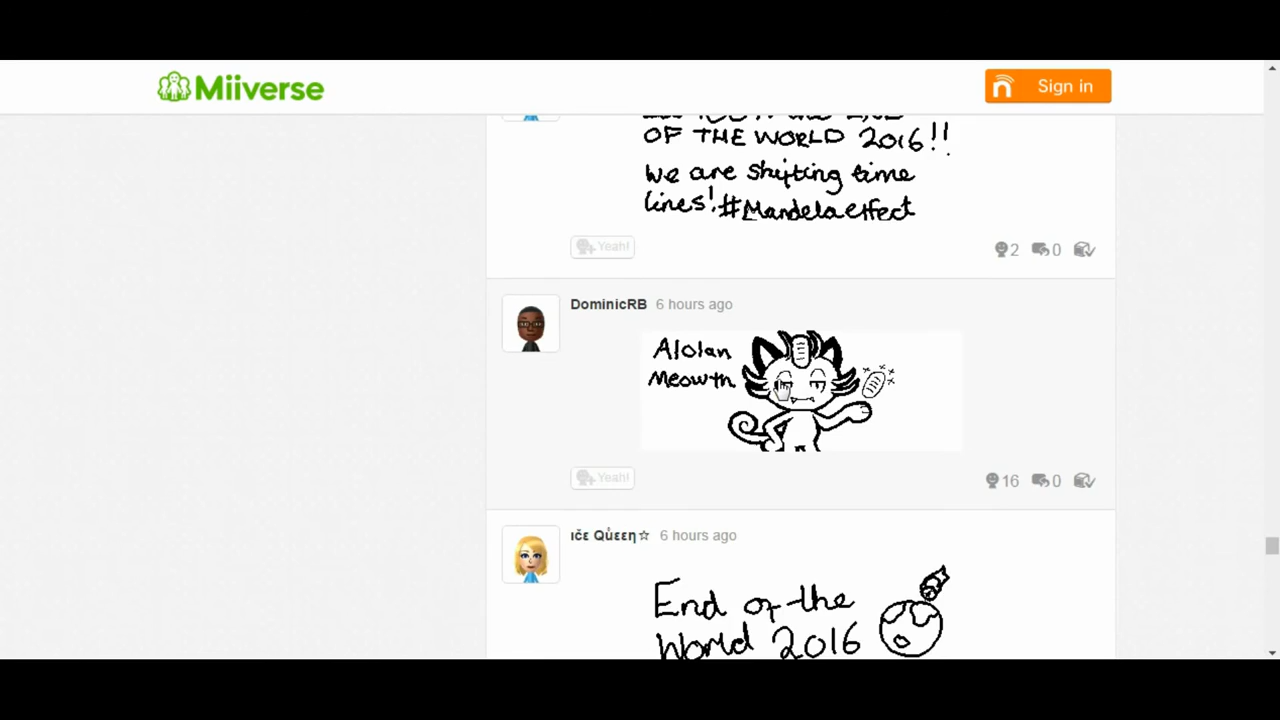 Miiverse
Sign in
OF THE WORLD 2016!!
We are shifting time
lines! #Mandelaeffect
Yeah!
2
0
DominicRB 6 hours ago
Alolan
Meowth
Yeah!
16
0
ıčε Qůεεη☆ 6 hours ago
End of the
World 2016